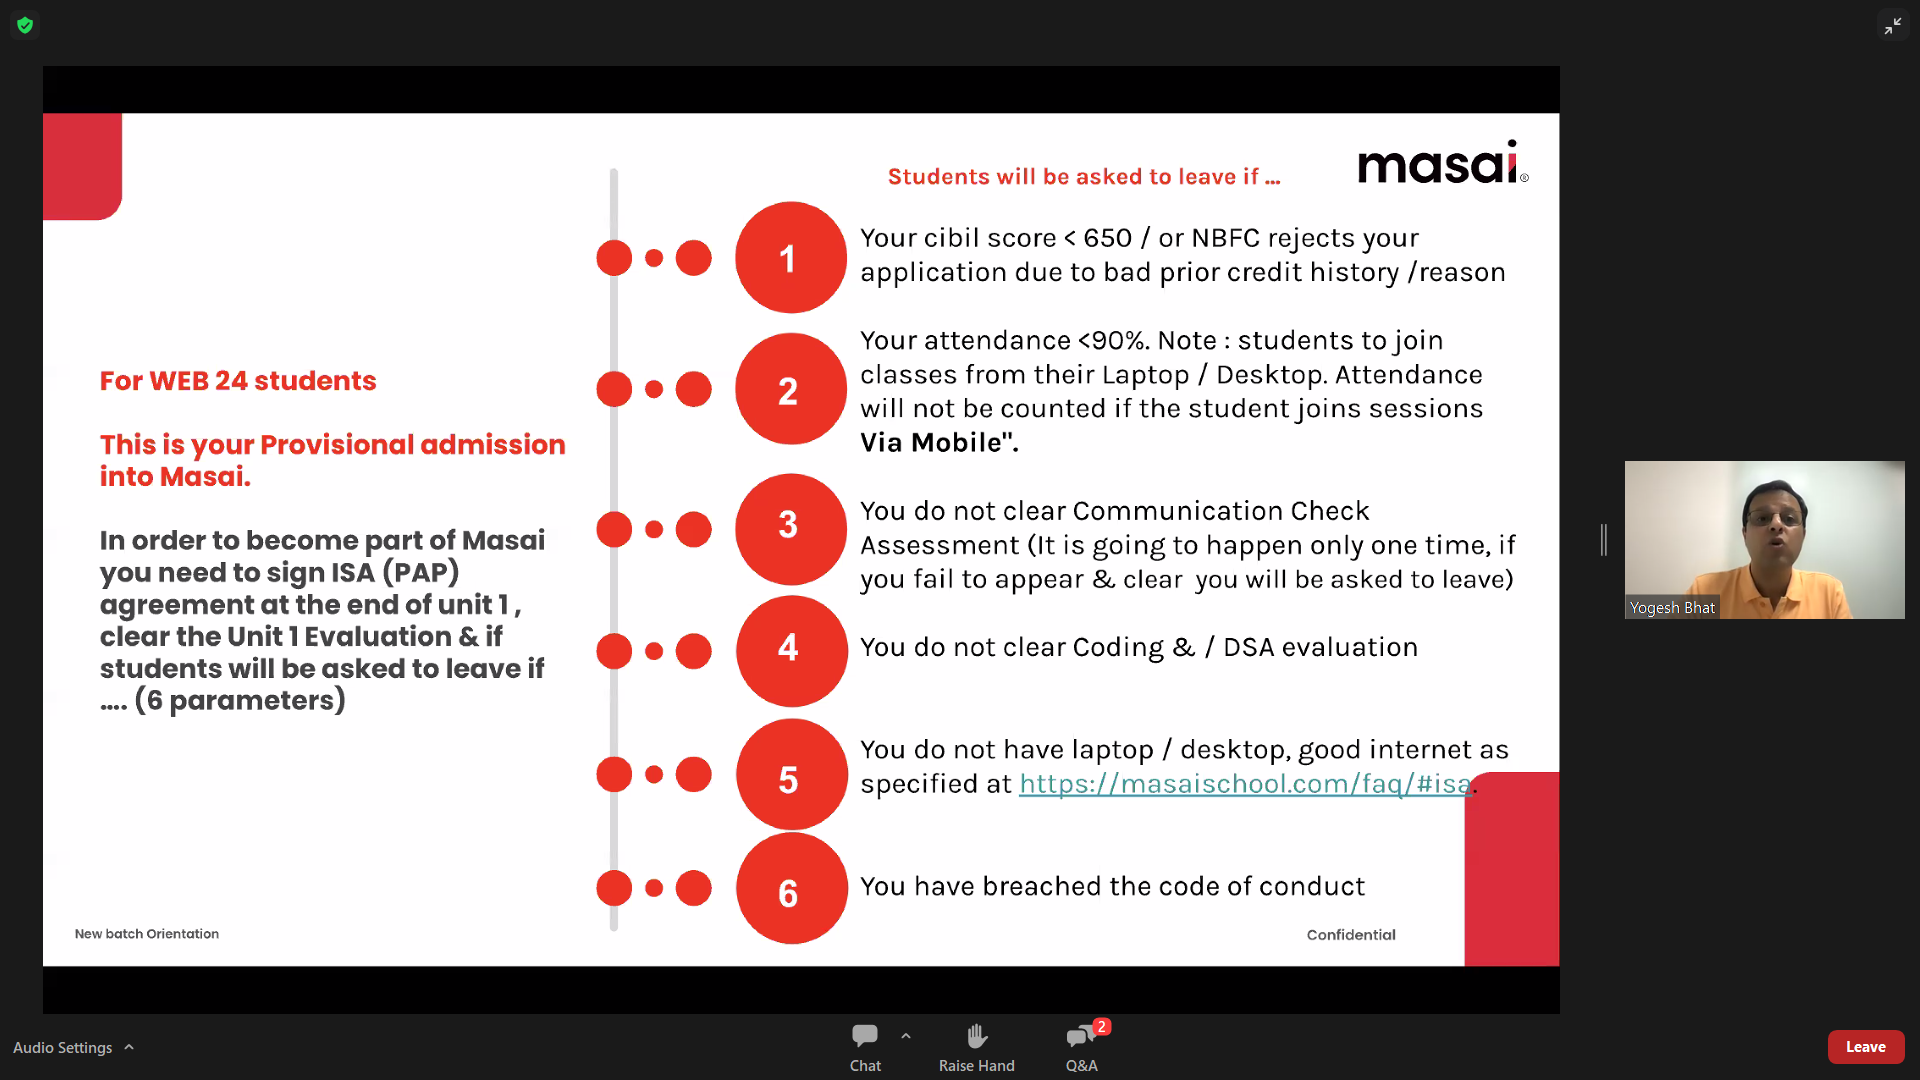 masai
Students will be asked to leave if ...
For WEB 24 students
This is your Provisional admission
into Masai.
In order to become part of Masai
you need to sign ISA (PAP)
agreement at the end of unit 1 ,
clear the Unit 1 Evaluation & if
students will be asked to leave if
.... (6 parameters)
1
Your cibil score < 650 / or NBFC rejects your
application due to bad prior credit history /reason
2
Your attendance <90%. Note : students to join
classes from their Laptop / Desktop. Attendance
will not be counted if the student joins sessions
Via Mobile".
3
You do not clear Communication Check
Assessment (It is going to happen only one time, if
you fail to appear & clear you will be asked to leave)
4
You do not clear Coding & / DSA evaluation
5
You do not have laptop / desktop, good internet as
specified at https://masaischool.com/faq/#isa.
6
You have breached the code of conduct
New batch Orientation
Confidential
Yogesh Bhat
Audio Settings
Chat
Raise Hand
2
Q&A
Leave